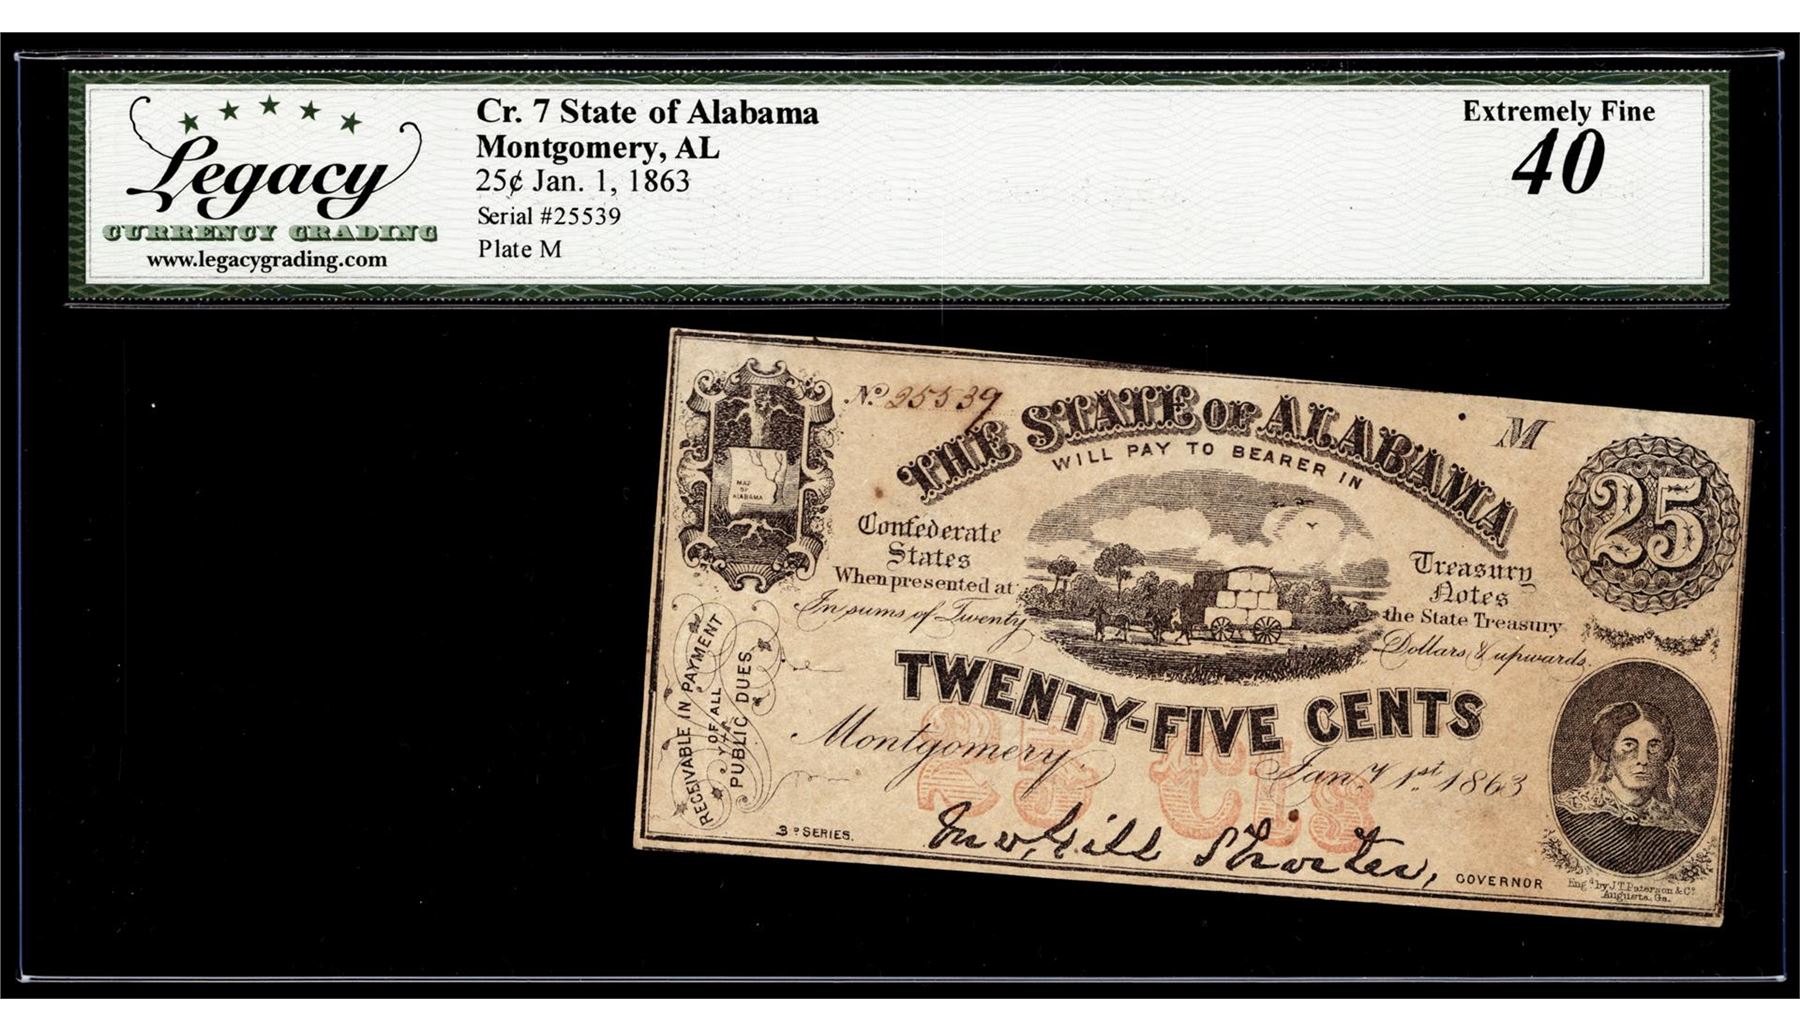 Legacy
CURRENCY GRADING
www.legacygrading.com
Cr. 7 State of Alabama
Montgomery, AL
25¢ Jan. 1, 1863
Serial #25539
Plate M
Extremely Fine
40
No. 25539
M
THE STATE OF ALABAMA
WILL PAY TO BEARER IN
25
MAP
OF
ALABAMA
Confederate
States
When presented at
In sums of Twenty
Treasury
Notes
the State Treasury
Dollars & upwards.
RECEIVABLE IN PAYMENT
OF ALL
PUBLIC DUES
TWENTY-FIVE CENTS
25 Cts
Montgomery, Jany 1st 1863
3D SERIES.
Jno. Gill Shorter,
GOVERNOR
Engd by J.T. Paterson & Co
Augusta, Ga.